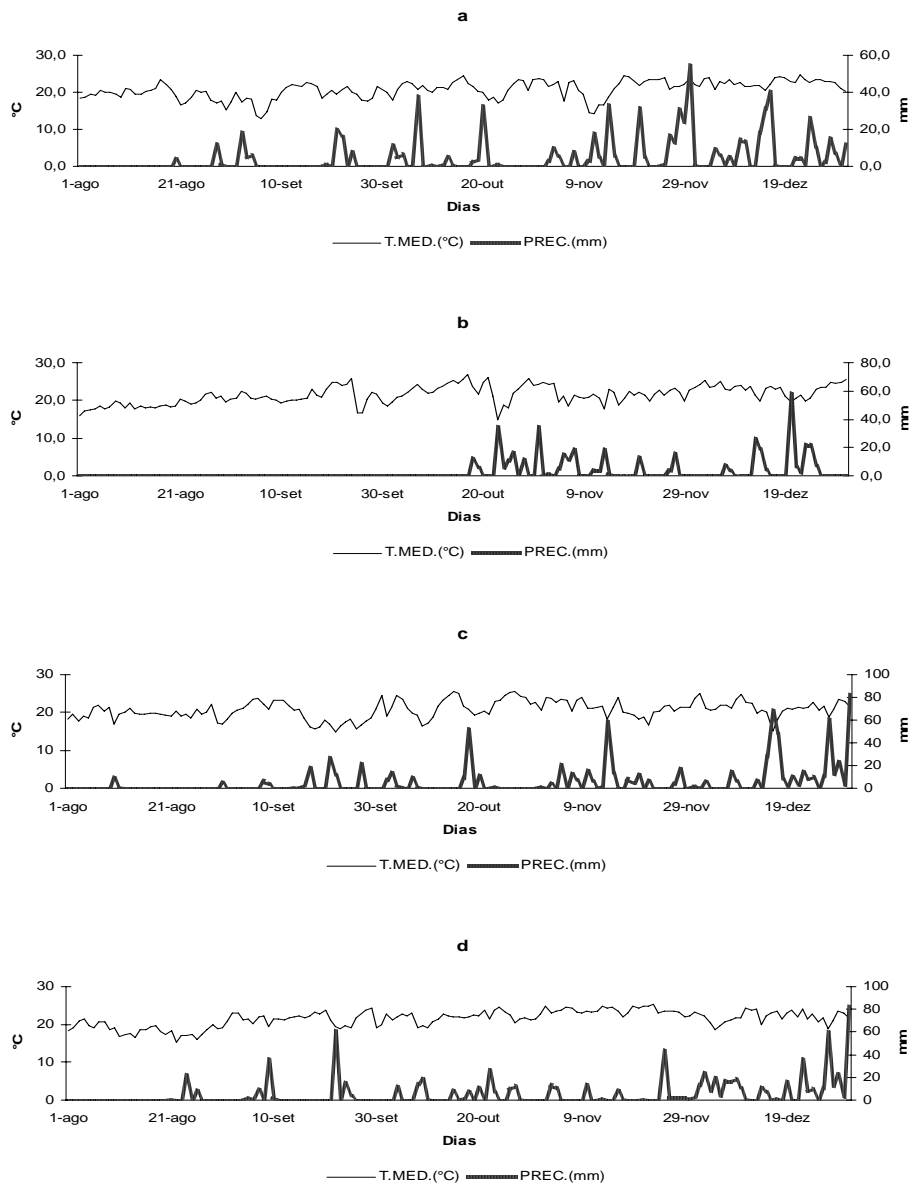 a
30,0 60,0
20,0 40,0
10,0 20,0
0,0 0,0
°C mm
1-ago 21-ago 10-set 30-set 20-out 9-nov 29-nov 19-dez
Dias
T.MED.(°C) PREC.(mm)
b
30,0 80,0
60,0
20,0
40,0
10,0
20,0
0,0 0,0
°C mm
1-ago 21-ago 10-set 30-set 20-out 9-nov 29-nov 19-dez
Dias
T.MED.(°C) PREC.(mm)
c
30 100
80
20
60
40
10
20
0 0
°C mm
1-ago 21-ago 10-set 30-set 20-out 9-nov 29-nov 19-dez
Dias
T.MED.(°C) PREC.(mm)
d
30 100
80
20
60
40
10
20
0 0
°C mm
1-ago 21-ago 10-set 30-set 20-out 9-nov 29-nov 19-dez
Dias
T.MED.(°C) PREC.(mm)